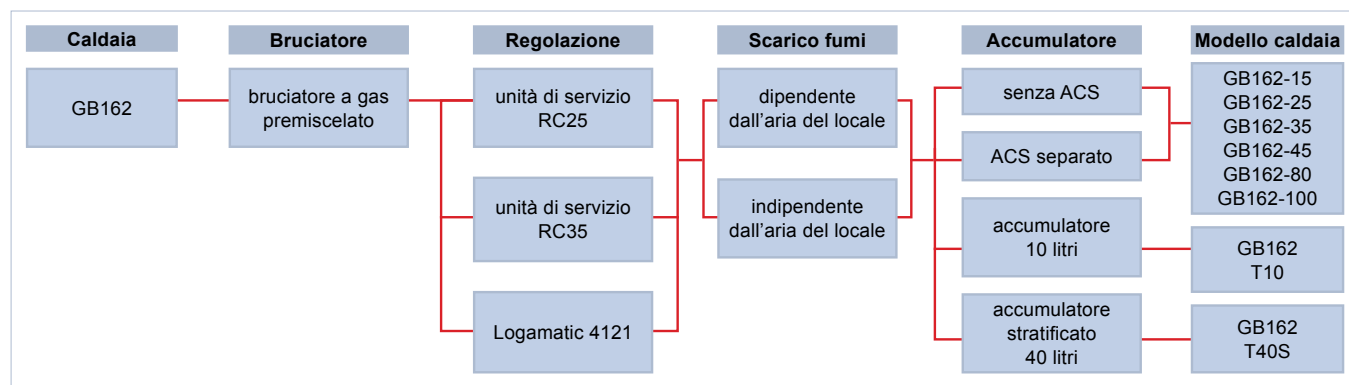 Caldaia
Bruciatore
Regolazione
Scarico fumi
Accumulatore
Modello caldaia
GB162
bruciatore a gas
premiscelato
unità di servizio
RC25
unità di servizio
RC35
Logamatic 4121
dipendente
dall'aria del locale
indipendente
dall'aria del locale
senza ACS
ACS separato
accumulatore
10 litri
accumulatore
stratificato
40 litri
GB162-15
GB162-25
GB162-35
GB162-45
GB162-80
GB162-100
GB162
T10
GB162
T40S